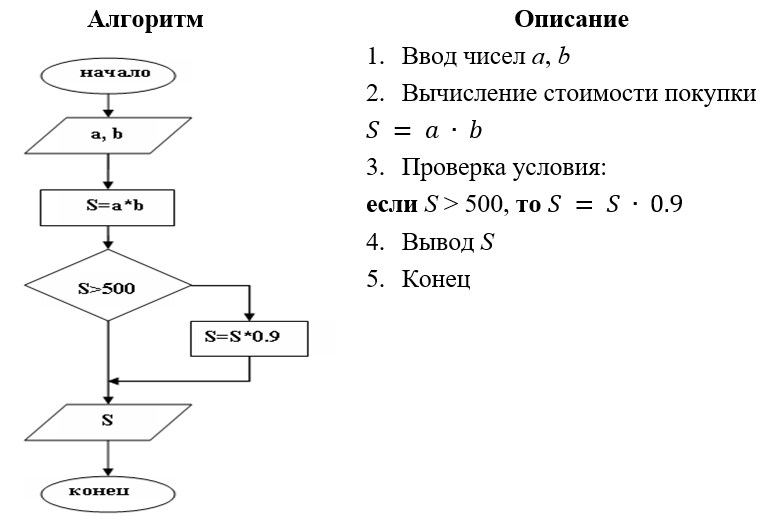 Алгоритм
начало
a, b
S=a*b
S>500
S=S*0.9
S
конец
Описание
1. Ввод чисел a, b
2. Вычисление стоимости покупки
S = a · b
3. Проверка условия:
если S > 500, то S = S · 0.9
4. Вывод S
5. Конец